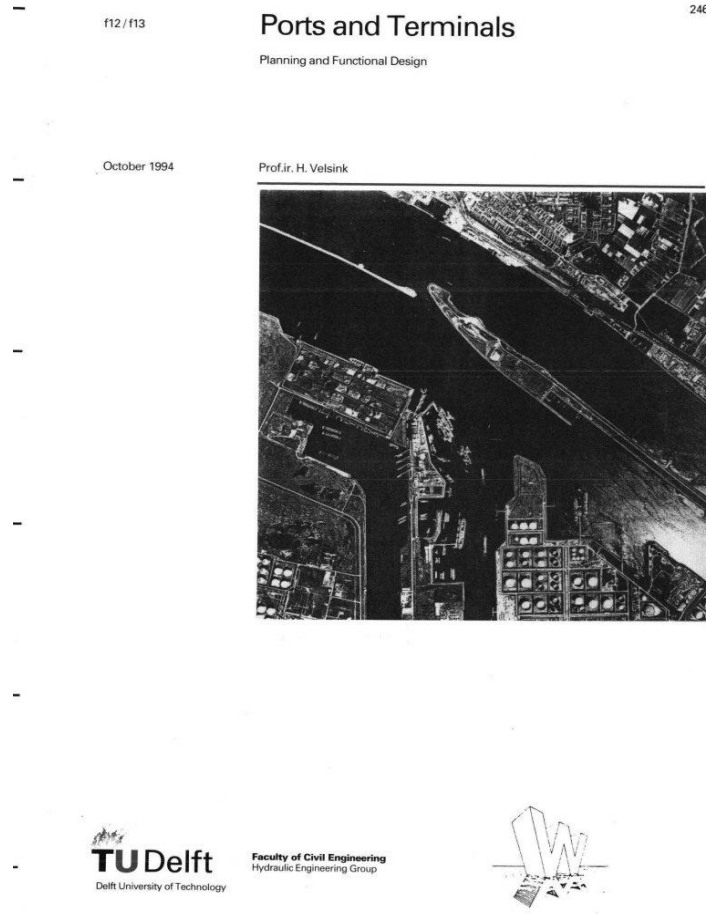 f12/f13
Ports and Terminals
246
Planning and Functional Design
October 1994
Prof.ir. H. Velsink
TU Delft
Delft University of Technology
Faculty of Civil Engineering
Hydraulic Engineering Group